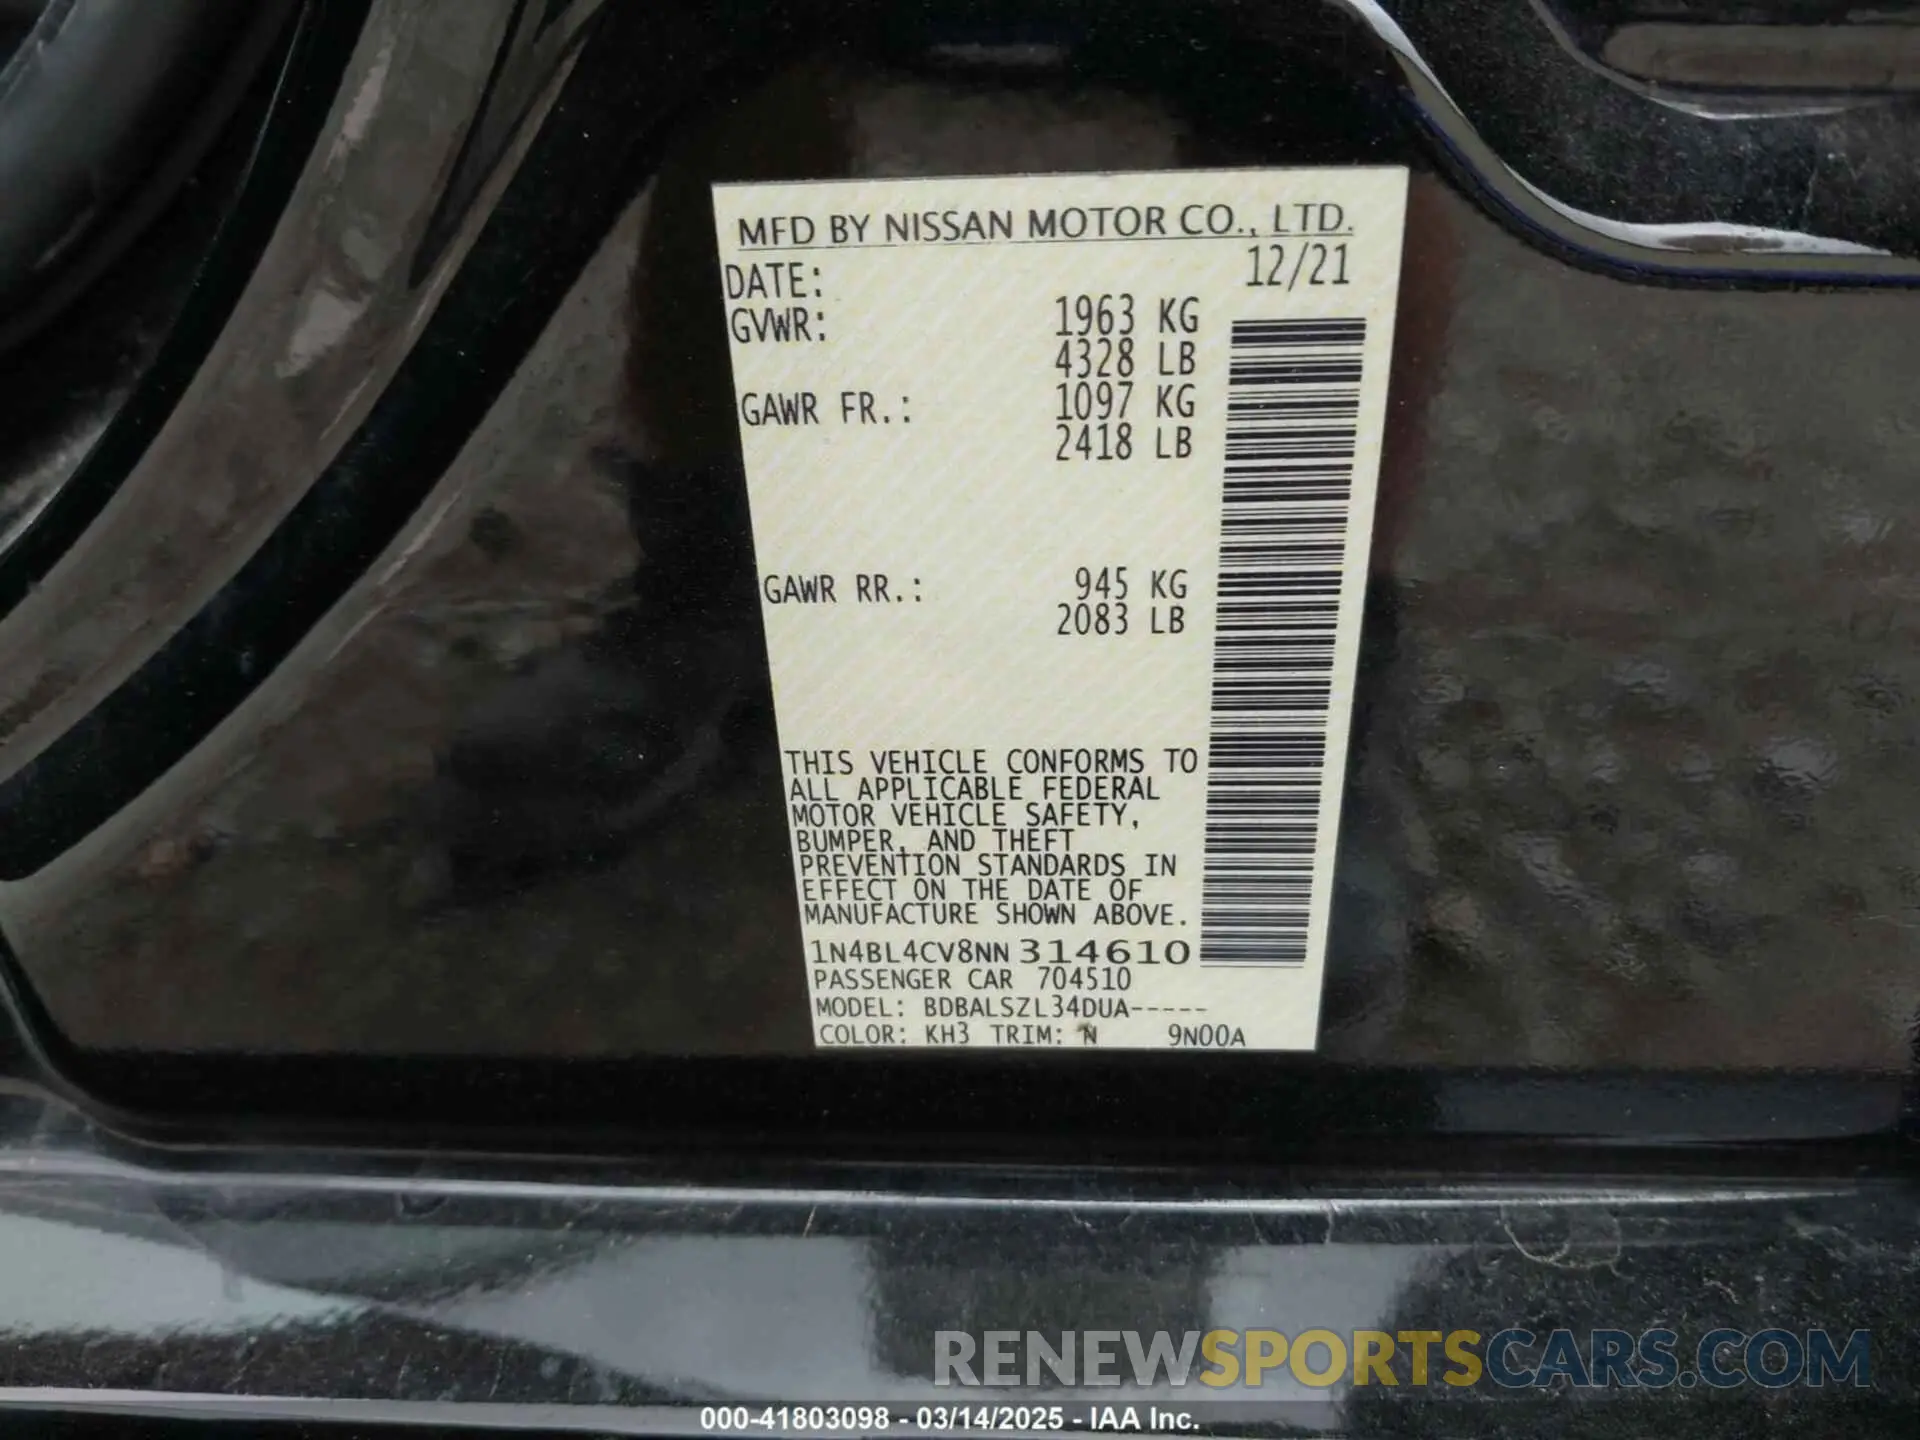 MFD BY NISSAN MOTOR CO., LTD.
DATE: 12/21
GVWR: 1963 KG
4328 LB
GAWR FR.: 1097 KG
2418 LB
GAWR RR.: 945 KG
2083 LB
THIS VEHICLE CONFORMS TO
ALL APPLICABLE FEDERAL
MOTOR VEHICLE SAFETY,
BUMPER, AND THEFT
PREVENTION STANDARDS IN
EFFECT ON THE DATE OF
MANUFACTURE SHOWN ABOVE.
1N4BL4CV8NN314610
PASSENGER CAR 704510
MODEL: BDBALSZL34DUA-----
COLOR: KH3 TRIM: N 9N00A
RENEWSPORTSCARS.COM
000-41803098 - 03/14/2025 - IAA Inc.